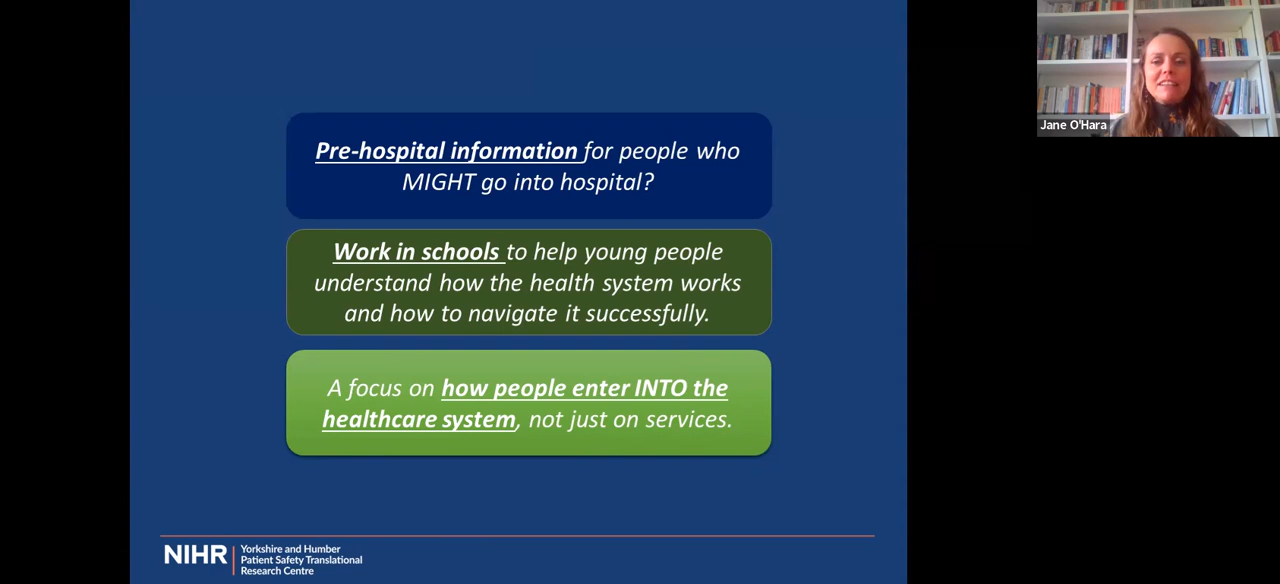 Pre-hospital information for people who
MIGHT go into hospital?
Work in schools to help young people
understand how the health system works
and how to navigate it successfully.
A focus on how people enter INTO the
healthcare system, not just on services.
NIHR
Yorkshire and Humber
Patient Safety Translational
Research Centre
Jane O'Hara